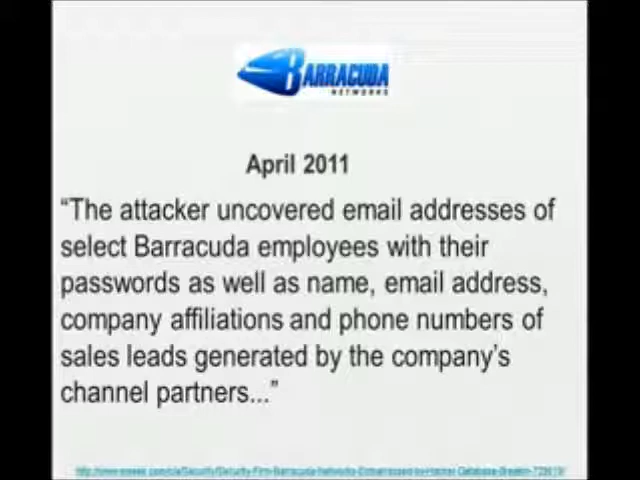 BARRACUDA
NETWORKS
April 2011
“The attacker uncovered email addresses of
select Barracuda employees with their
passwords as well as name, email address,
company affiliations and phone numbers of
sales leads generated by the company’s
channel partners...”